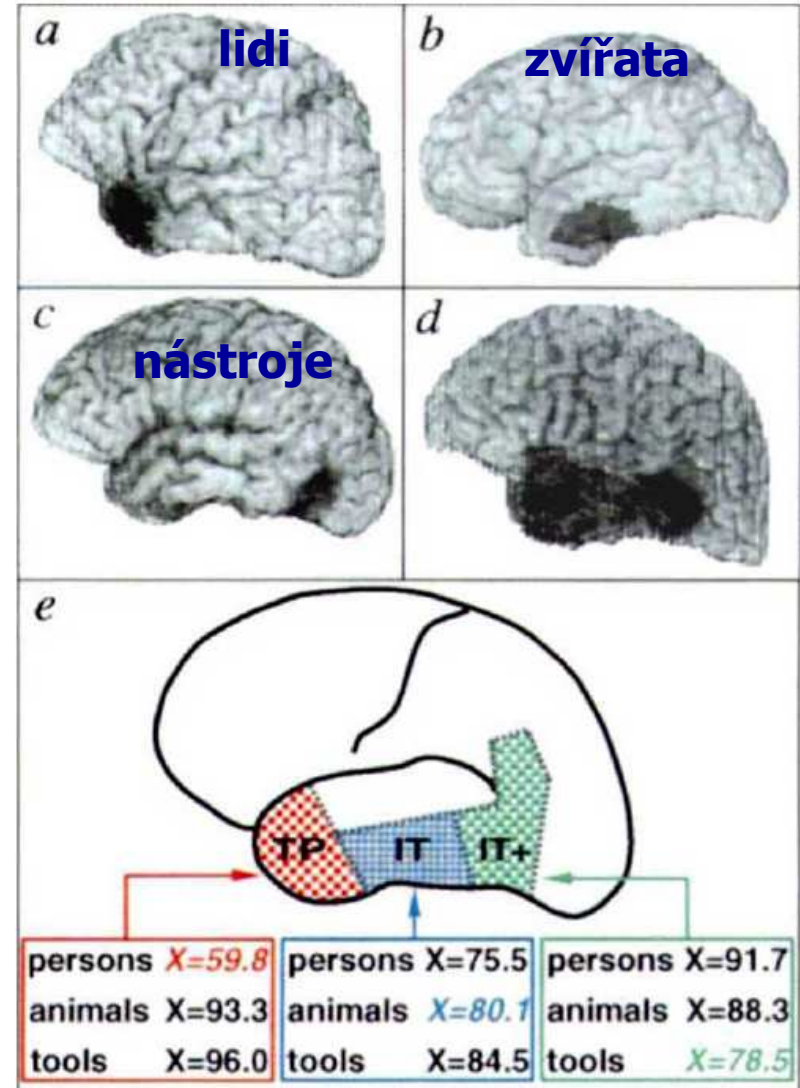 a
lidi
b
zvířata
c
nástroje
d
e
TP
IT
IT+
persons X=59.8
animals X=93.3
tools X=96.0
persons X=75.5
animals X=80.1
tools X=84.5
persons X=91.7
animals X=88.3
tools X=78.5